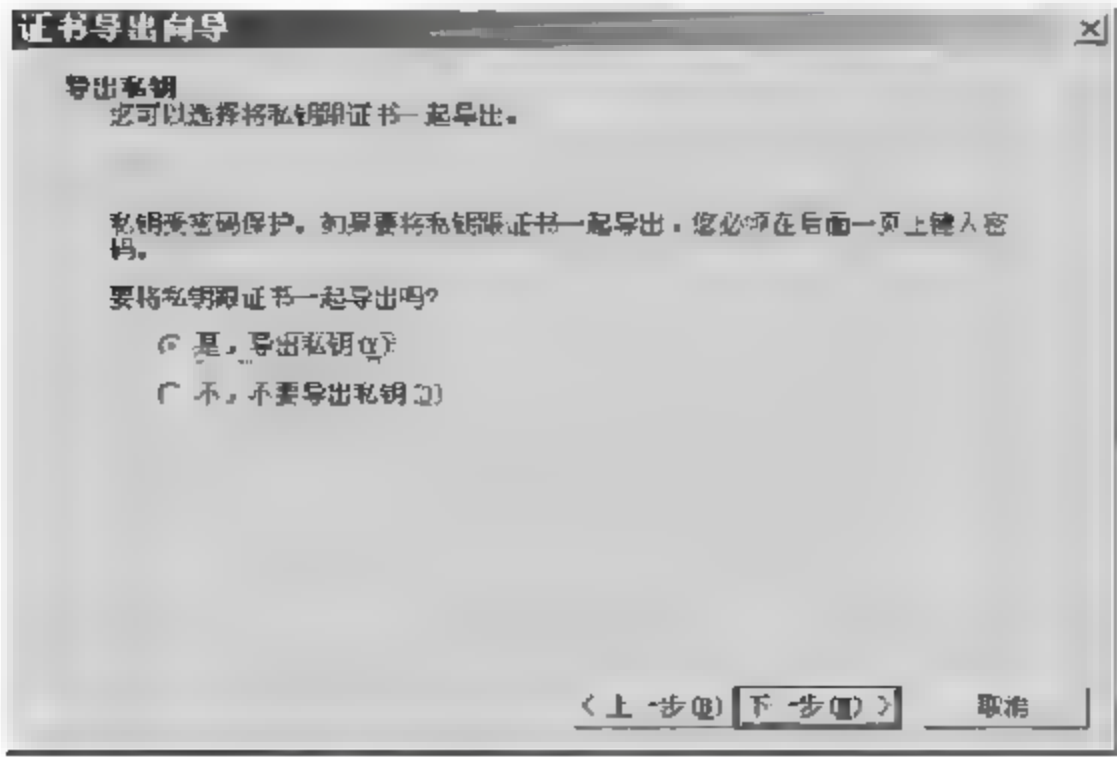 证书导出向导
导出私钥
您可以选择将私钥跟证书一起导出。
私钥受密码保护。如果要将私钥跟证书一起导出，您必须在后面一页上键入密
码。
要将私钥跟证书一起导出吗?
是，导出私钥(Y)
不，不要导出私钥(O)
<上一步(B) 下一步(N)> 取消